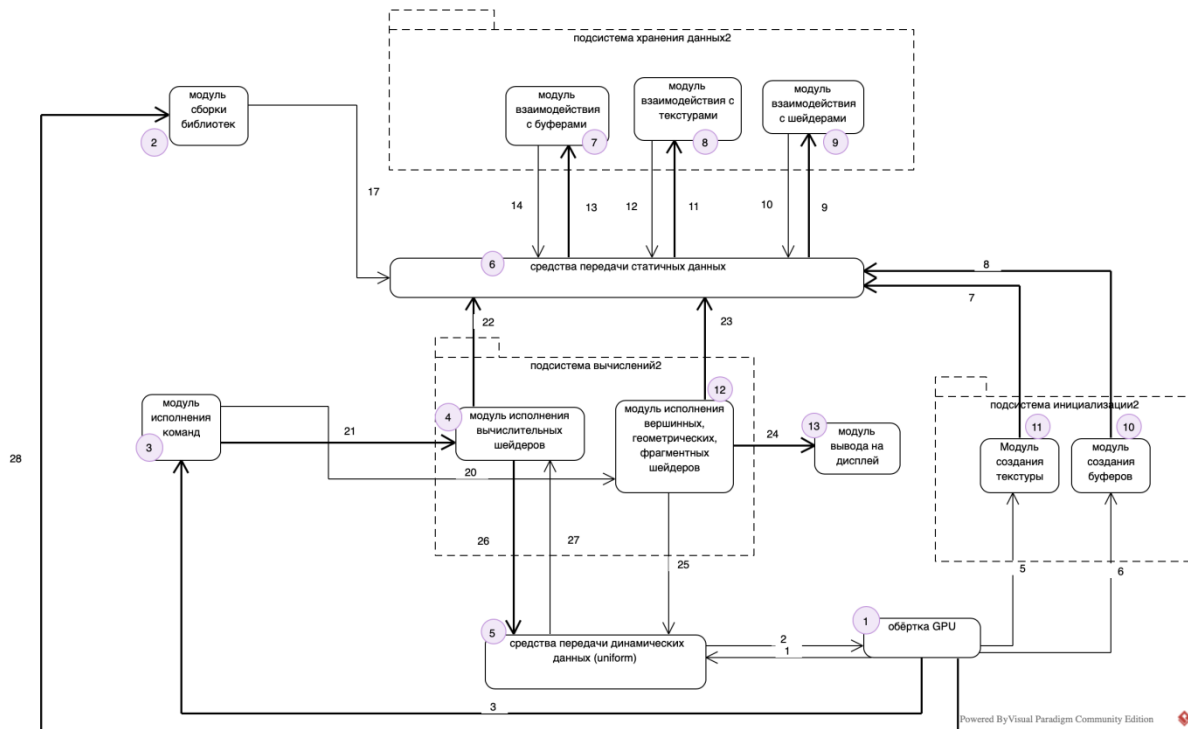 подсистема хранения данных2
модуль
сборки
библиотек
2
модуль
взаимодействия
с буферами
7
модуль
взаимодействия с
текстурами
8
модуль
взаимодействия
с шейдерами
9
17
14
13
12
11
10
9
6
средства передачи статичных данных
8
7
22
23
подсистема вычислений2
подсистема инициализации2
модуль
исполнения
команд
3
21
20
4
модуль исполнения
вычислительных
шейдеров
12
модуль исполнения
вершинных,
геометрических,
фрагментных
шейдеров
24
13
модуль
вывода на
дисплей
11
Модуль
создания
текстуры
10
модуль
создания
буферов
28
26
27
25
5
6
5
средства передачи динамических
данных (uniform)
2
1
1
обёртка GPU
3
Powered By Visual Paradigm Community Edition